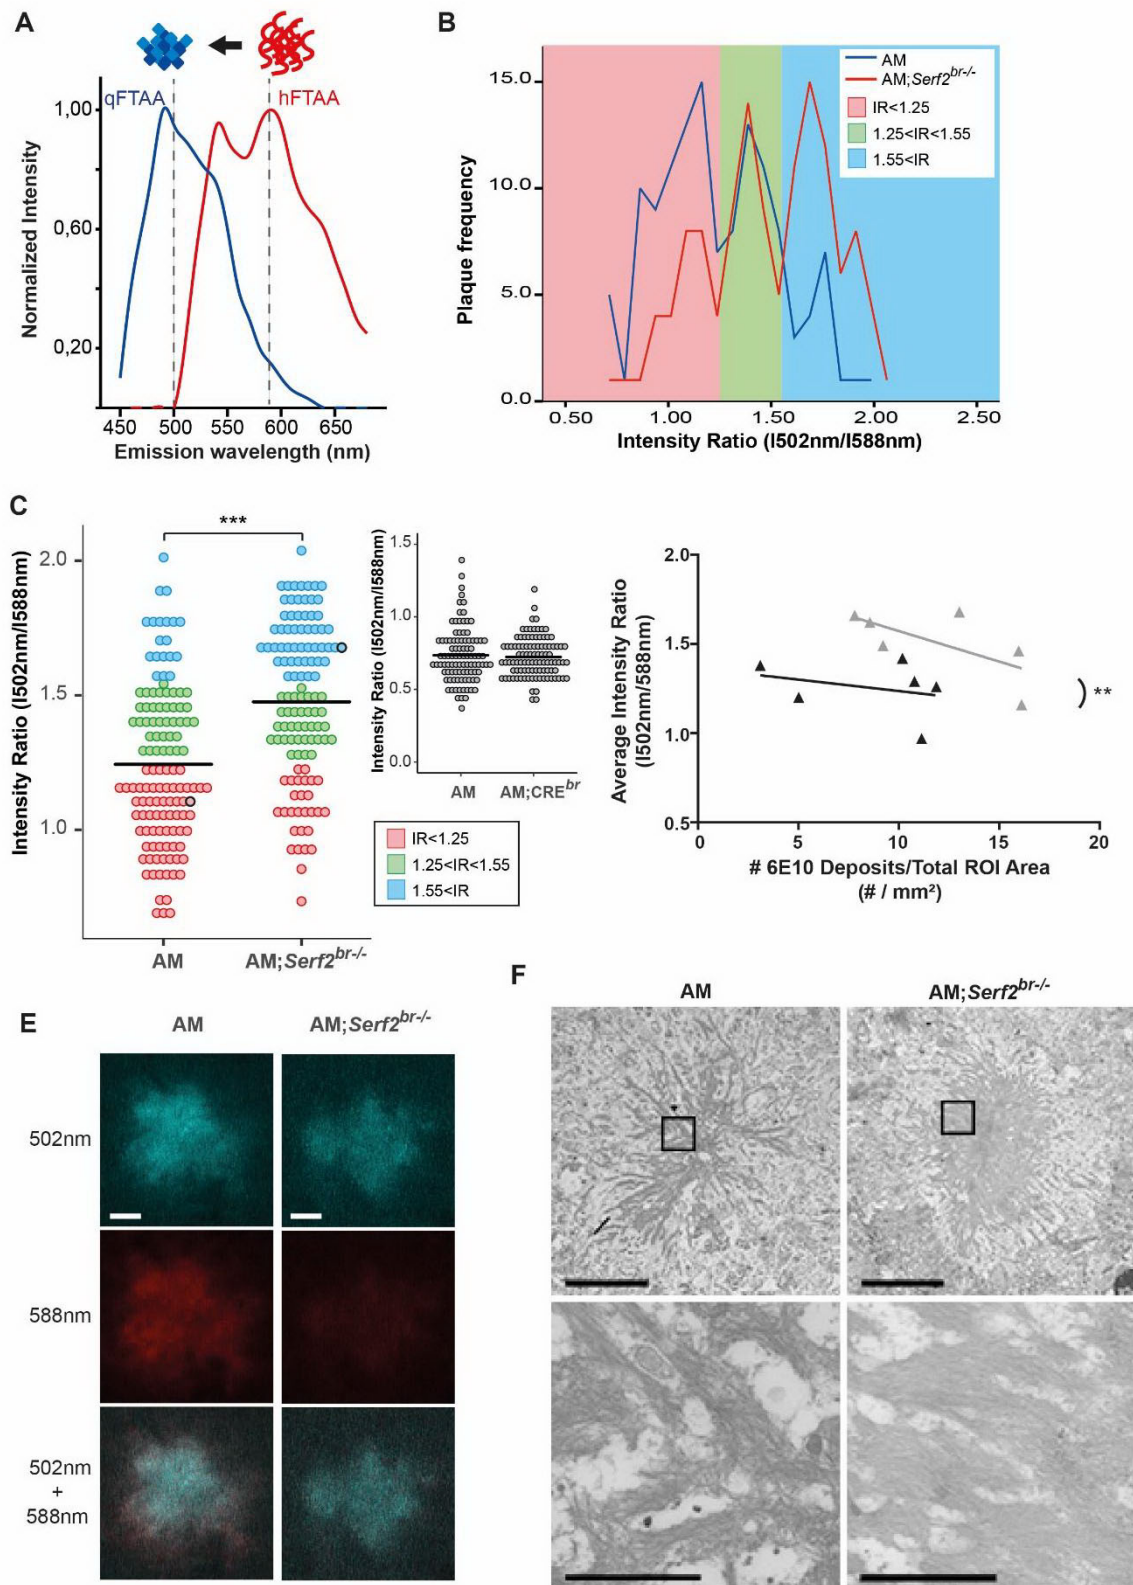 A
qFTAA
hFTAA
1,00
0,60
0,20
Normalized Intensity
450 500 550 600 650
Emission wavelength (nm)
B
AM
AM;Serf2br-/-
IR<1.25
1.25<IR<1.55
1.55<IR
15.0
10.0
5.0
0.0
Plaque frequency
0.50 1.00 1.50 2.00 2.50
Intensity Ratio (I502nm/I588nm)
C
***
2.0
1.5
1.0
Intensity Ratio (I502nm/I588nm)
AM AM;Serf2br-/-
1.5
1.0
0.5
0.0
Intensity Ratio (I502nm/I588nm)
AM AM;CREbr
IR<1.25
1.25<IR<1.55
1.55<IR
2.0
1.5
1.0
0.5
Average Intensity Ratio
(I502nm/588nm)
**
0 5 10 15 20
# 6E10 Deposits/Total ROI Area
(# / mm²)
E
AM AM;Serf2br-/-
502nm
588nm
502nm
+
588nm
F
AM AM;Serf2br-/-